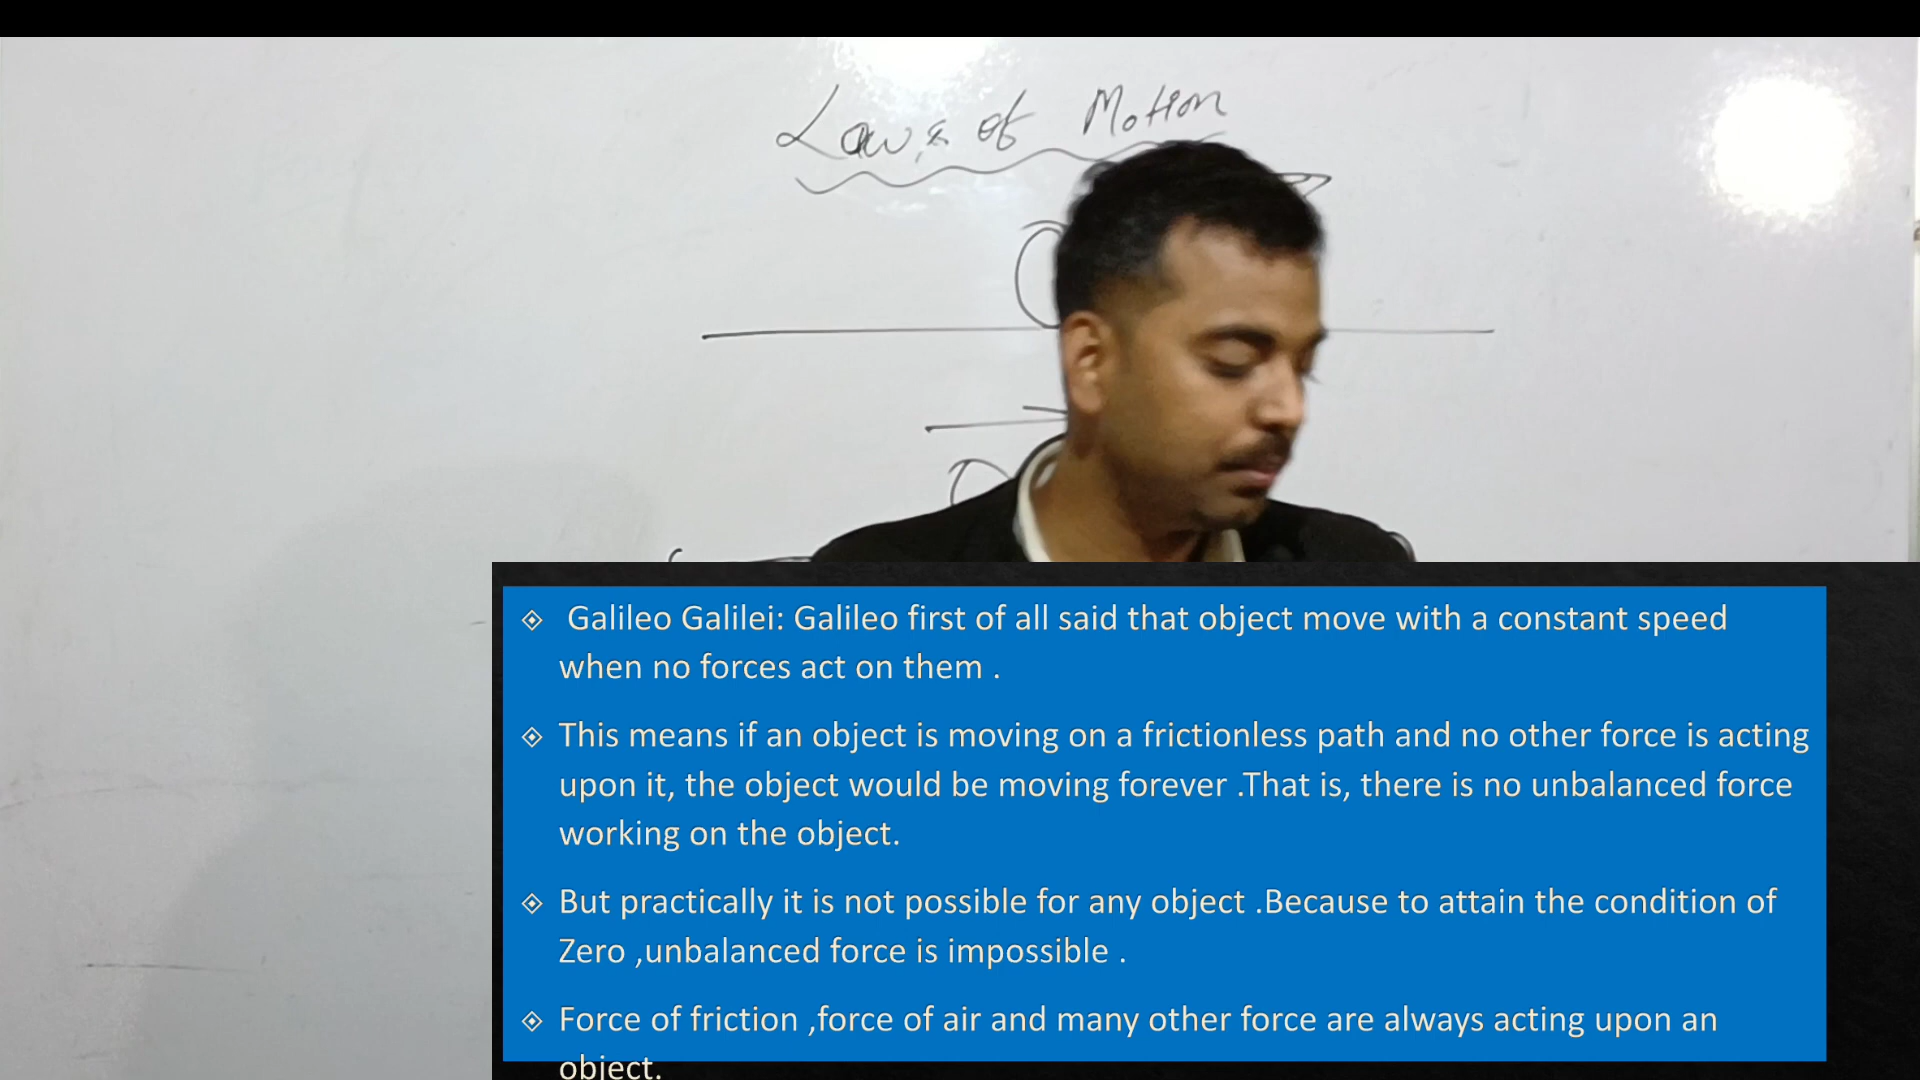 Laws of Motion
Galileo Galilei: Galileo first of all said that object move with a constant speed
when no forces act on them .
This means if an object is moving on a frictionless path and no other force is acting
upon it, the object would be moving forever .That is, there is no unbalanced force
working on the object.
But practically it is not possible for any object .Because to attain the condition of
Zero ,unbalanced force is impossible .
Force of friction ,force of air and many other force are always acting upon an
object.